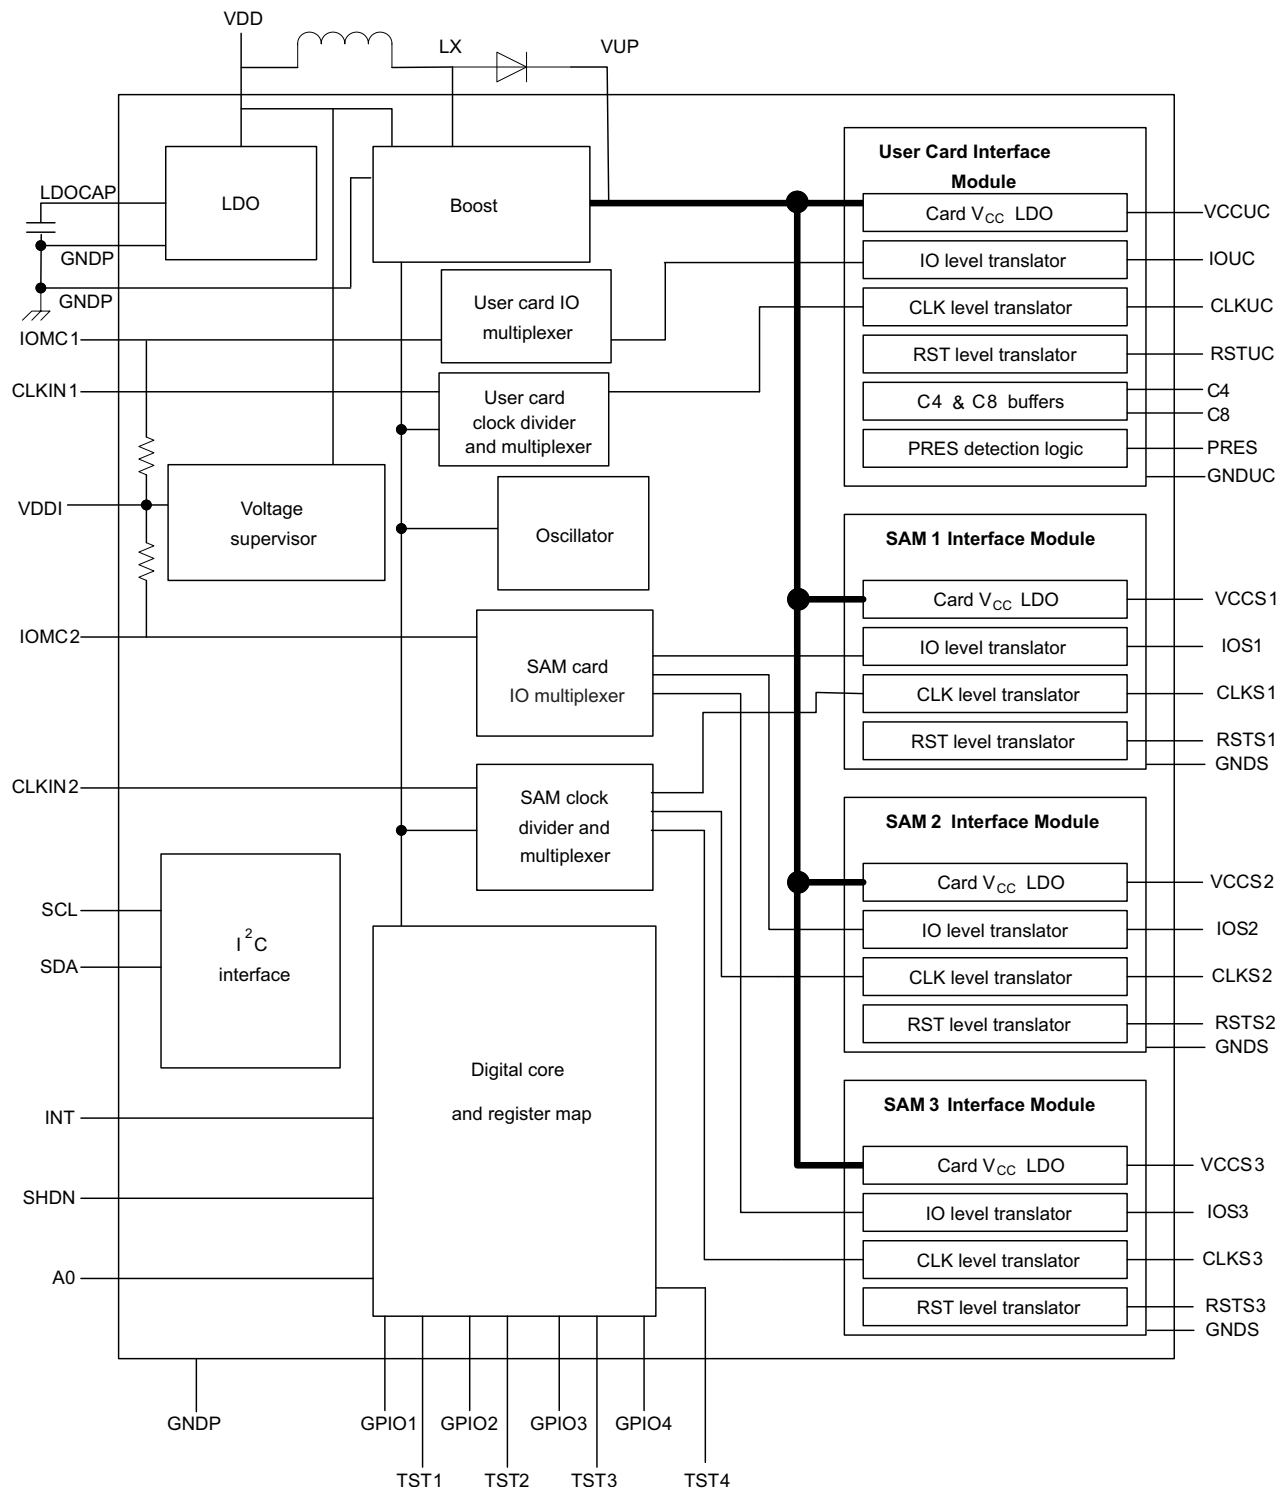 VDD
LX
VUP
LDOCAP
GNDP
GNDP
LDO
Boost
IOMC1
CLKIN1
VDDI
IOMC2
CLKIN2
SCL
SDA
INT
SHDN
A0
User card IO
multiplexer
User card
clock divider
and multiplexer
Voltage
supervisor
Oscillator
SAM card
IO multiplexer
SAM clock
divider and
multiplexer
I2C
interface
Digital core
and register map
User Card Interface
Module
Card VCC LDO
IO level translator
CLK level translator
RST level translator
C4 & C8 buffers
PRES detection logic
VCCUC
IOUC
CLKUC
RSTUC
C4
C8
PRES
GNDUC
SAM 1 Interface Module
Card VCC LDO
IO level translator
CLK level translator
RST level translator
VCCS1
IOS1
CLKS1
RSTS1
GNDS
SAM 2 Interface Module
Card VCC LDO
IO level translator
CLK level translator
RST level translator
VCCS2
IOS2
CLKS2
RSTS2
GNDS
SAM 3 Interface Module
Card VCC LDO
IO level translator
CLK level translator
RST level translator
VCCS3
IOS3
CLKS3
RSTS3
GNDS
GNDP
GPIO1
GPIO2
GPIO3
GPIO4
TST1
TST2
TST3
TST4